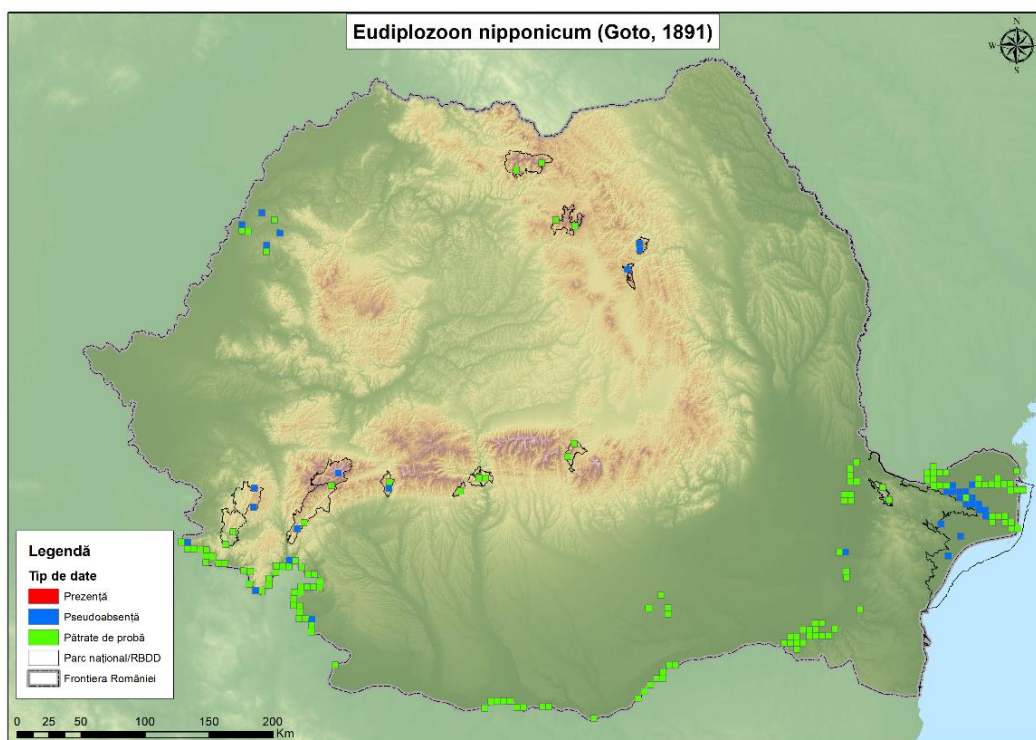 Eudiplozoon nipponicum (Goto, 1891)
N
W
E
S
Legendă
Tip de date
Prezență
Pseudoabsență
Pătrate de probă
Parc național/RBDD
Frontiera României
0 25 50 100 150 200
Km